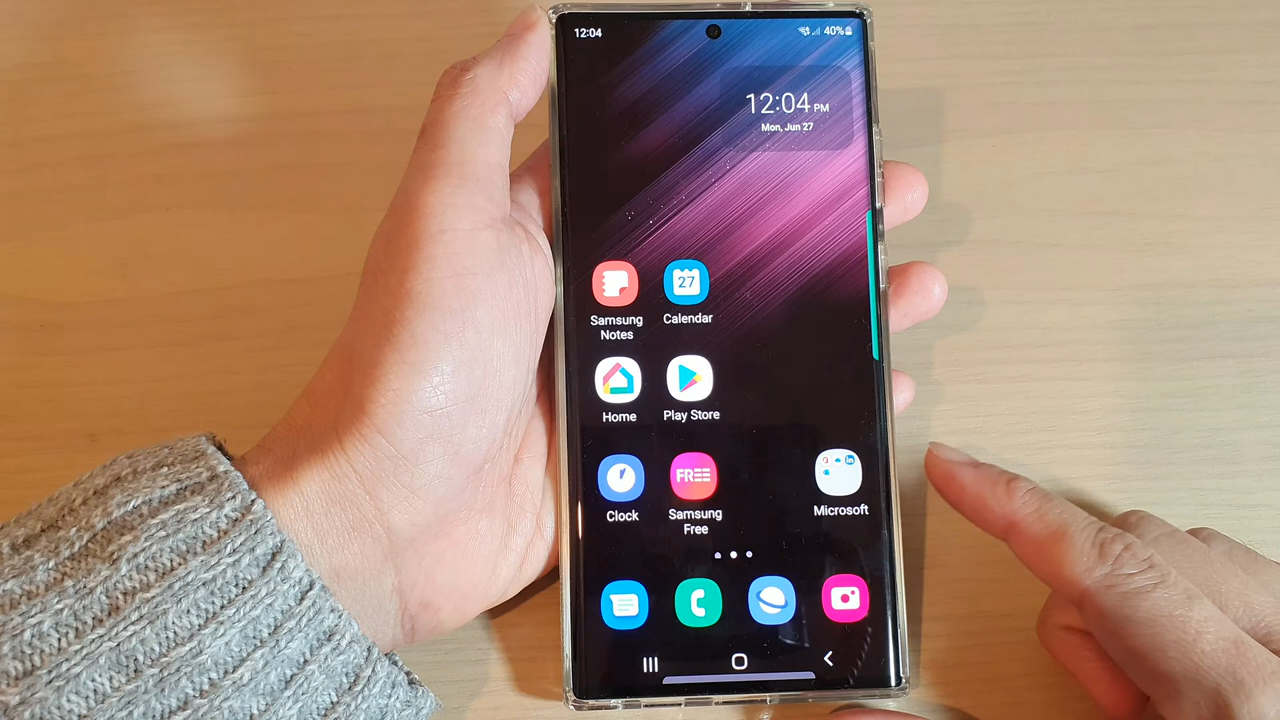 12:04
40%
12:04 PM
Mon, Jun 27
27
Samsung Notes
Calendar
Home
Play Store
FREE
Clock
Samsung Free
Microsoft